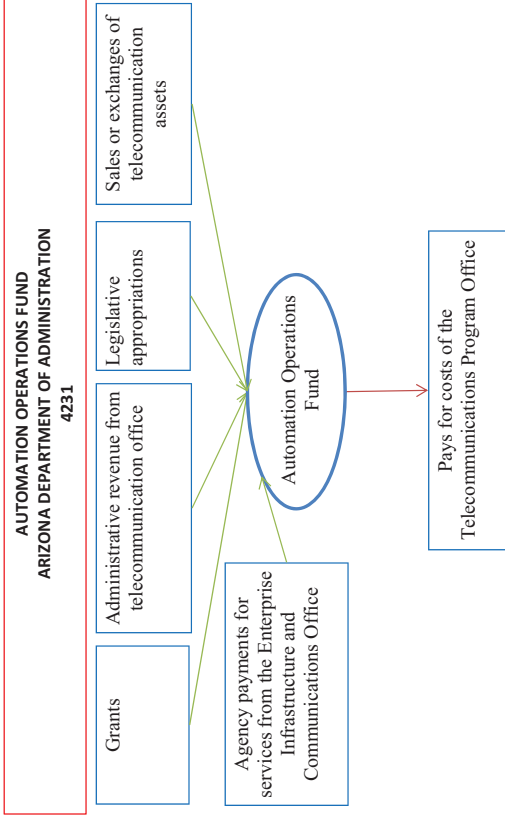 AUTOMATION OPERATIONS FUND
ARIZONA DEPARTMENT OF ADMINISTRATION
4231
Grants
Administrative revenue from
telecommunication office
Legislative
appropriations
Sales or exchanges of
telecommunication
assets
Agency payments for
services from the Enterprise
Infrastructure and
Communications Office
Automation Operations
Fund
Pays for costs of the
Telecommunications Program Office